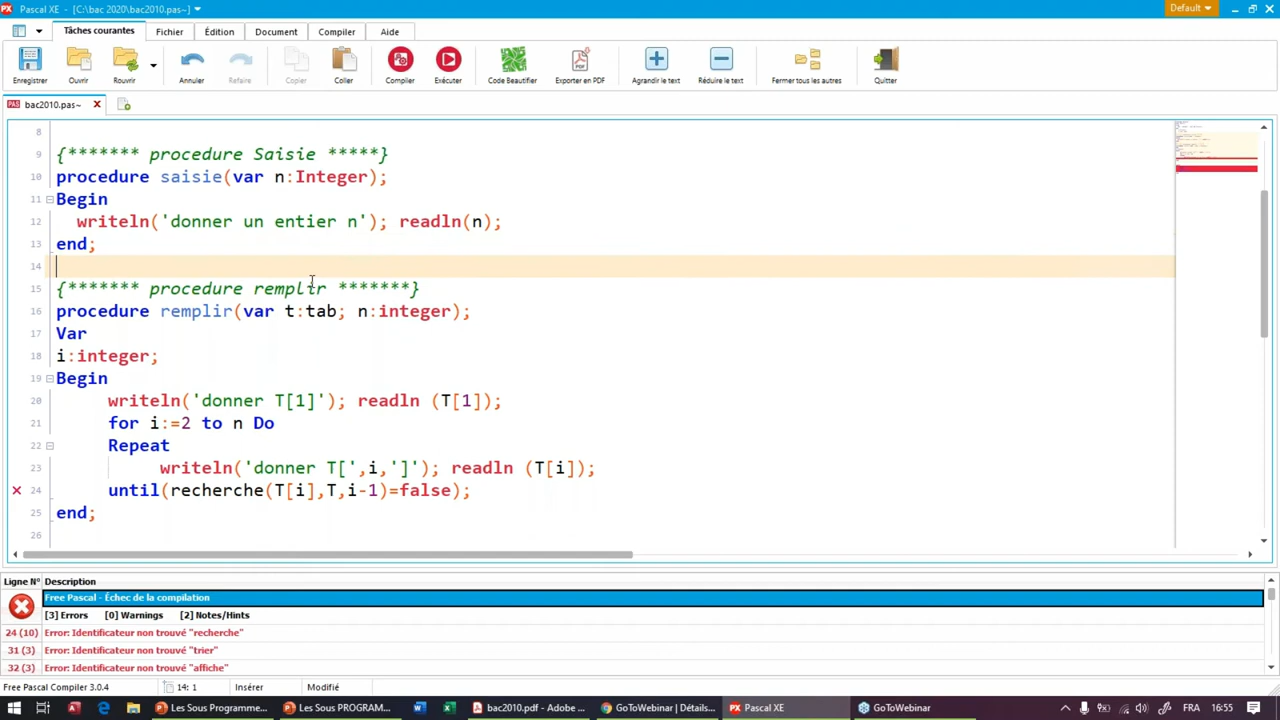 Pascal XE - [C:\bac 2020\bac2010.pas~]
Default
Tâches courantes Fichier Édition Document Compiler Aide
Enregistrer Ouvrir Rouvrir Annuler Refaire Copier Coller Compiler Exécuter Code Beautifier Exporter en PDF Agrandir le text Réduire le text Fermer tous les autres Quitter
PAS bac2010.pas~
8
9 {******* procedure Saisie *****}
10 procedure saisie(var n:Integer);
11 Begin
12 writeln('donner un entier n'); readln(n);
13 end;
14
15 {******* procedure remplir *******}
16 procedure remplir(var t:tab; n:integer);
17 Var
18 i:integer;
19 Begin
20 writeln('donner T[1]'); readln (T[1]);
21 for i:=2 to n Do
22 Repeat
23 writeln('donner T[',i,']'); readln (T[i]);
24 until(recherche(T[i],T,i-1)=false);
25 end;
26
Ligne N° Description
Free Pascal - Échec de la compilation
[3] Errors [0] Warnings [2] Notes/Hints
24 (10) Error: Identificateur non trouvé "recherche"
31 (3) Error: Identificateur non trouvé "trier"
32 (3) Error: Identificateur non trouvé "affiche"
Free Pascal Compiler 3.0.4 14: 1 Insérer Modifié
Les Sous Programme... Les Sous PROGRAM... bac2010.pdf - Adobe ... GoToWebinar | Détails... Pascal XE GoToWebinar FRA 16:55